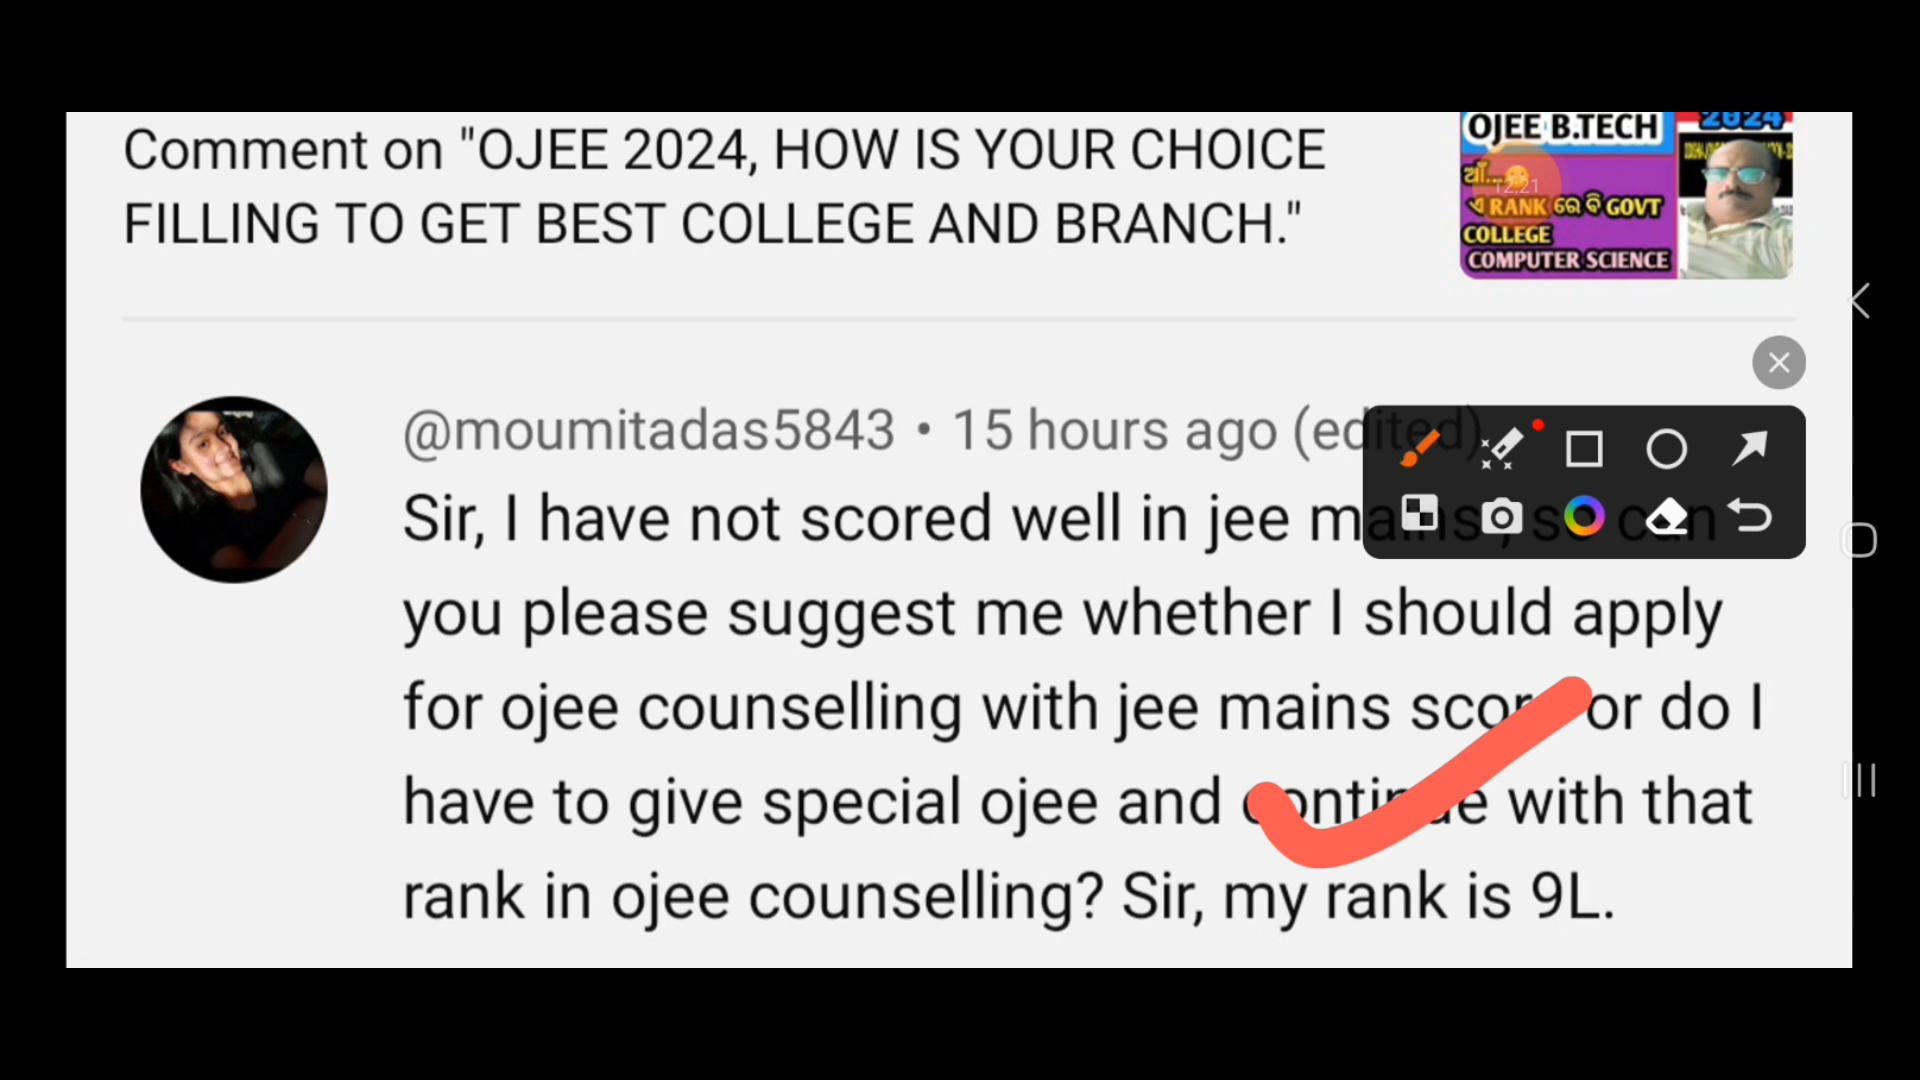 Comment on "OJEE 2024, HOW IS YOUR CHOICE
FILLING TO GET BEST COLLEGE AND BRANCH."
OJEE B.TECH
2024
ଆଁ...
ଏ RANK ରେ ବି GOVT
COLLEGE
COMPUTER SCIENCE
12:21
@moumitadas5843 • 15 hours ago (edited)
Sir, I have not scored well in jee mains, so can
you please suggest me whether I should apply
for ojee counselling with jee mains score or do I
have to give special ojee and continue with that
rank in ojee counselling? Sir, my rank is 9L.